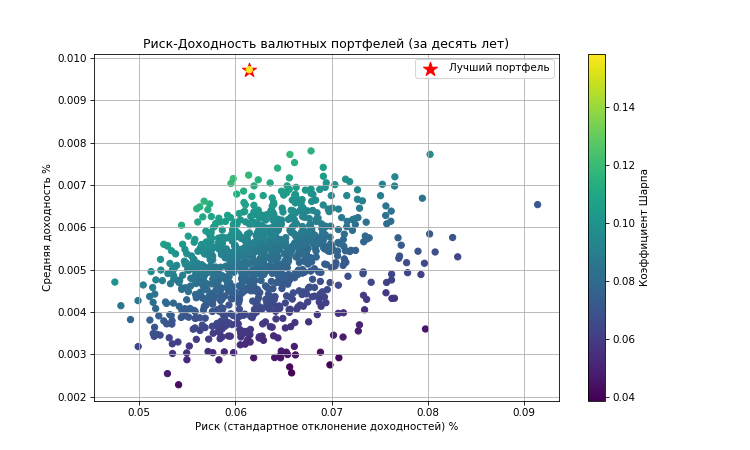 Риск-Доходность валютных портфелей (за десять лет)
Лучший портфель
Средняя доходность %
0.010
0.009
0.008
0.007
0.006
0.005
0.004
0.003
0.002
0.05 0.06 0.07 0.08 0.09
Риск (стандартное отклонение доходностей) %
0.14
0.12
0.10
0.08
0.06
0.04
Коэффициент Шарпа